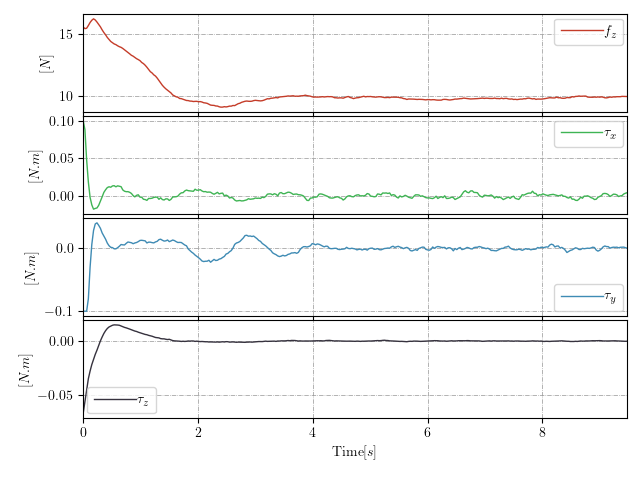 15
10
[N]
f_z
0.10
0.05
0.00
[N.m]
τ_x
0.0
−0.1
[N.m]
τ_y
0.00
−0.05
[N.m]
τ_z
0 2 4 6 8
Time[s]